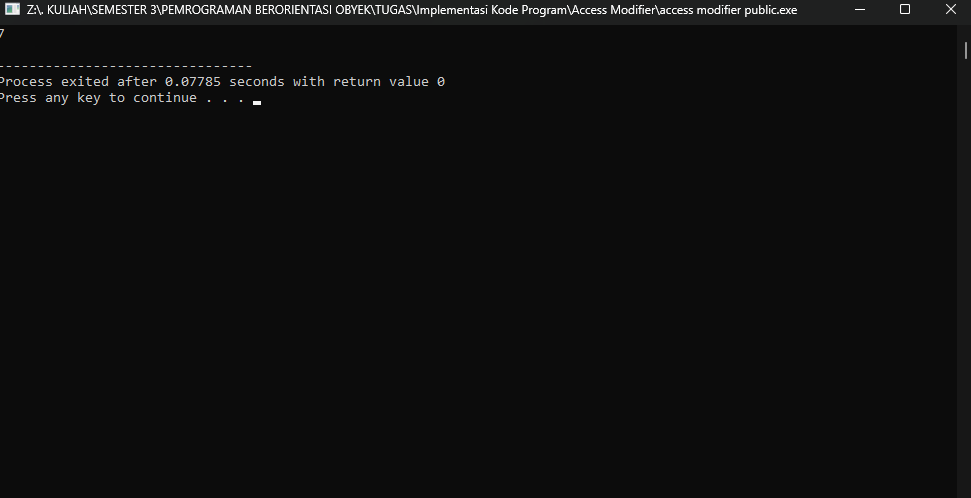 Z:\. KULIAH\SEMESTER 3\PEMROGRAMAN BERORIENTASI OBYEK\TUGAS\Implementasi Kode Program\Access Modifier\access modifier public.exe
7
--------------------------------
Process exited after 0.07785 seconds with return value 0
Press any key to continue . . .